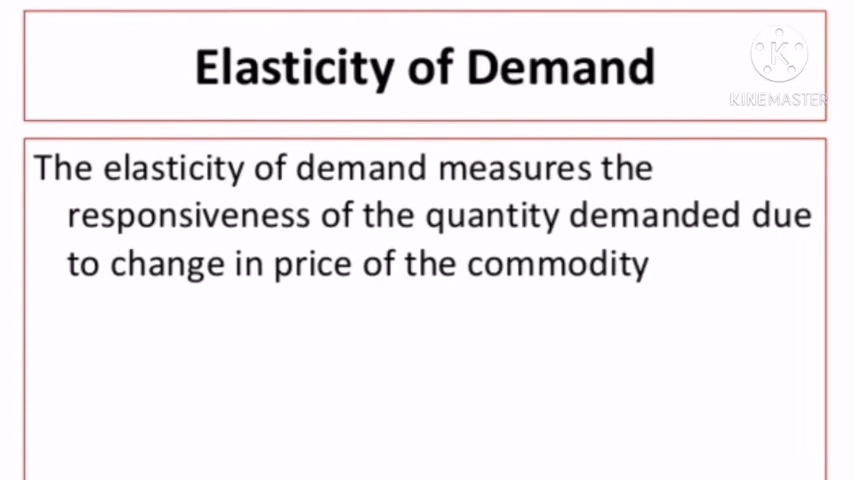 Elasticity of Demand
K
KINEMASTER
The elasticity of demand measures the
responsiveness of the quantity demanded due
to change in price of the commodity